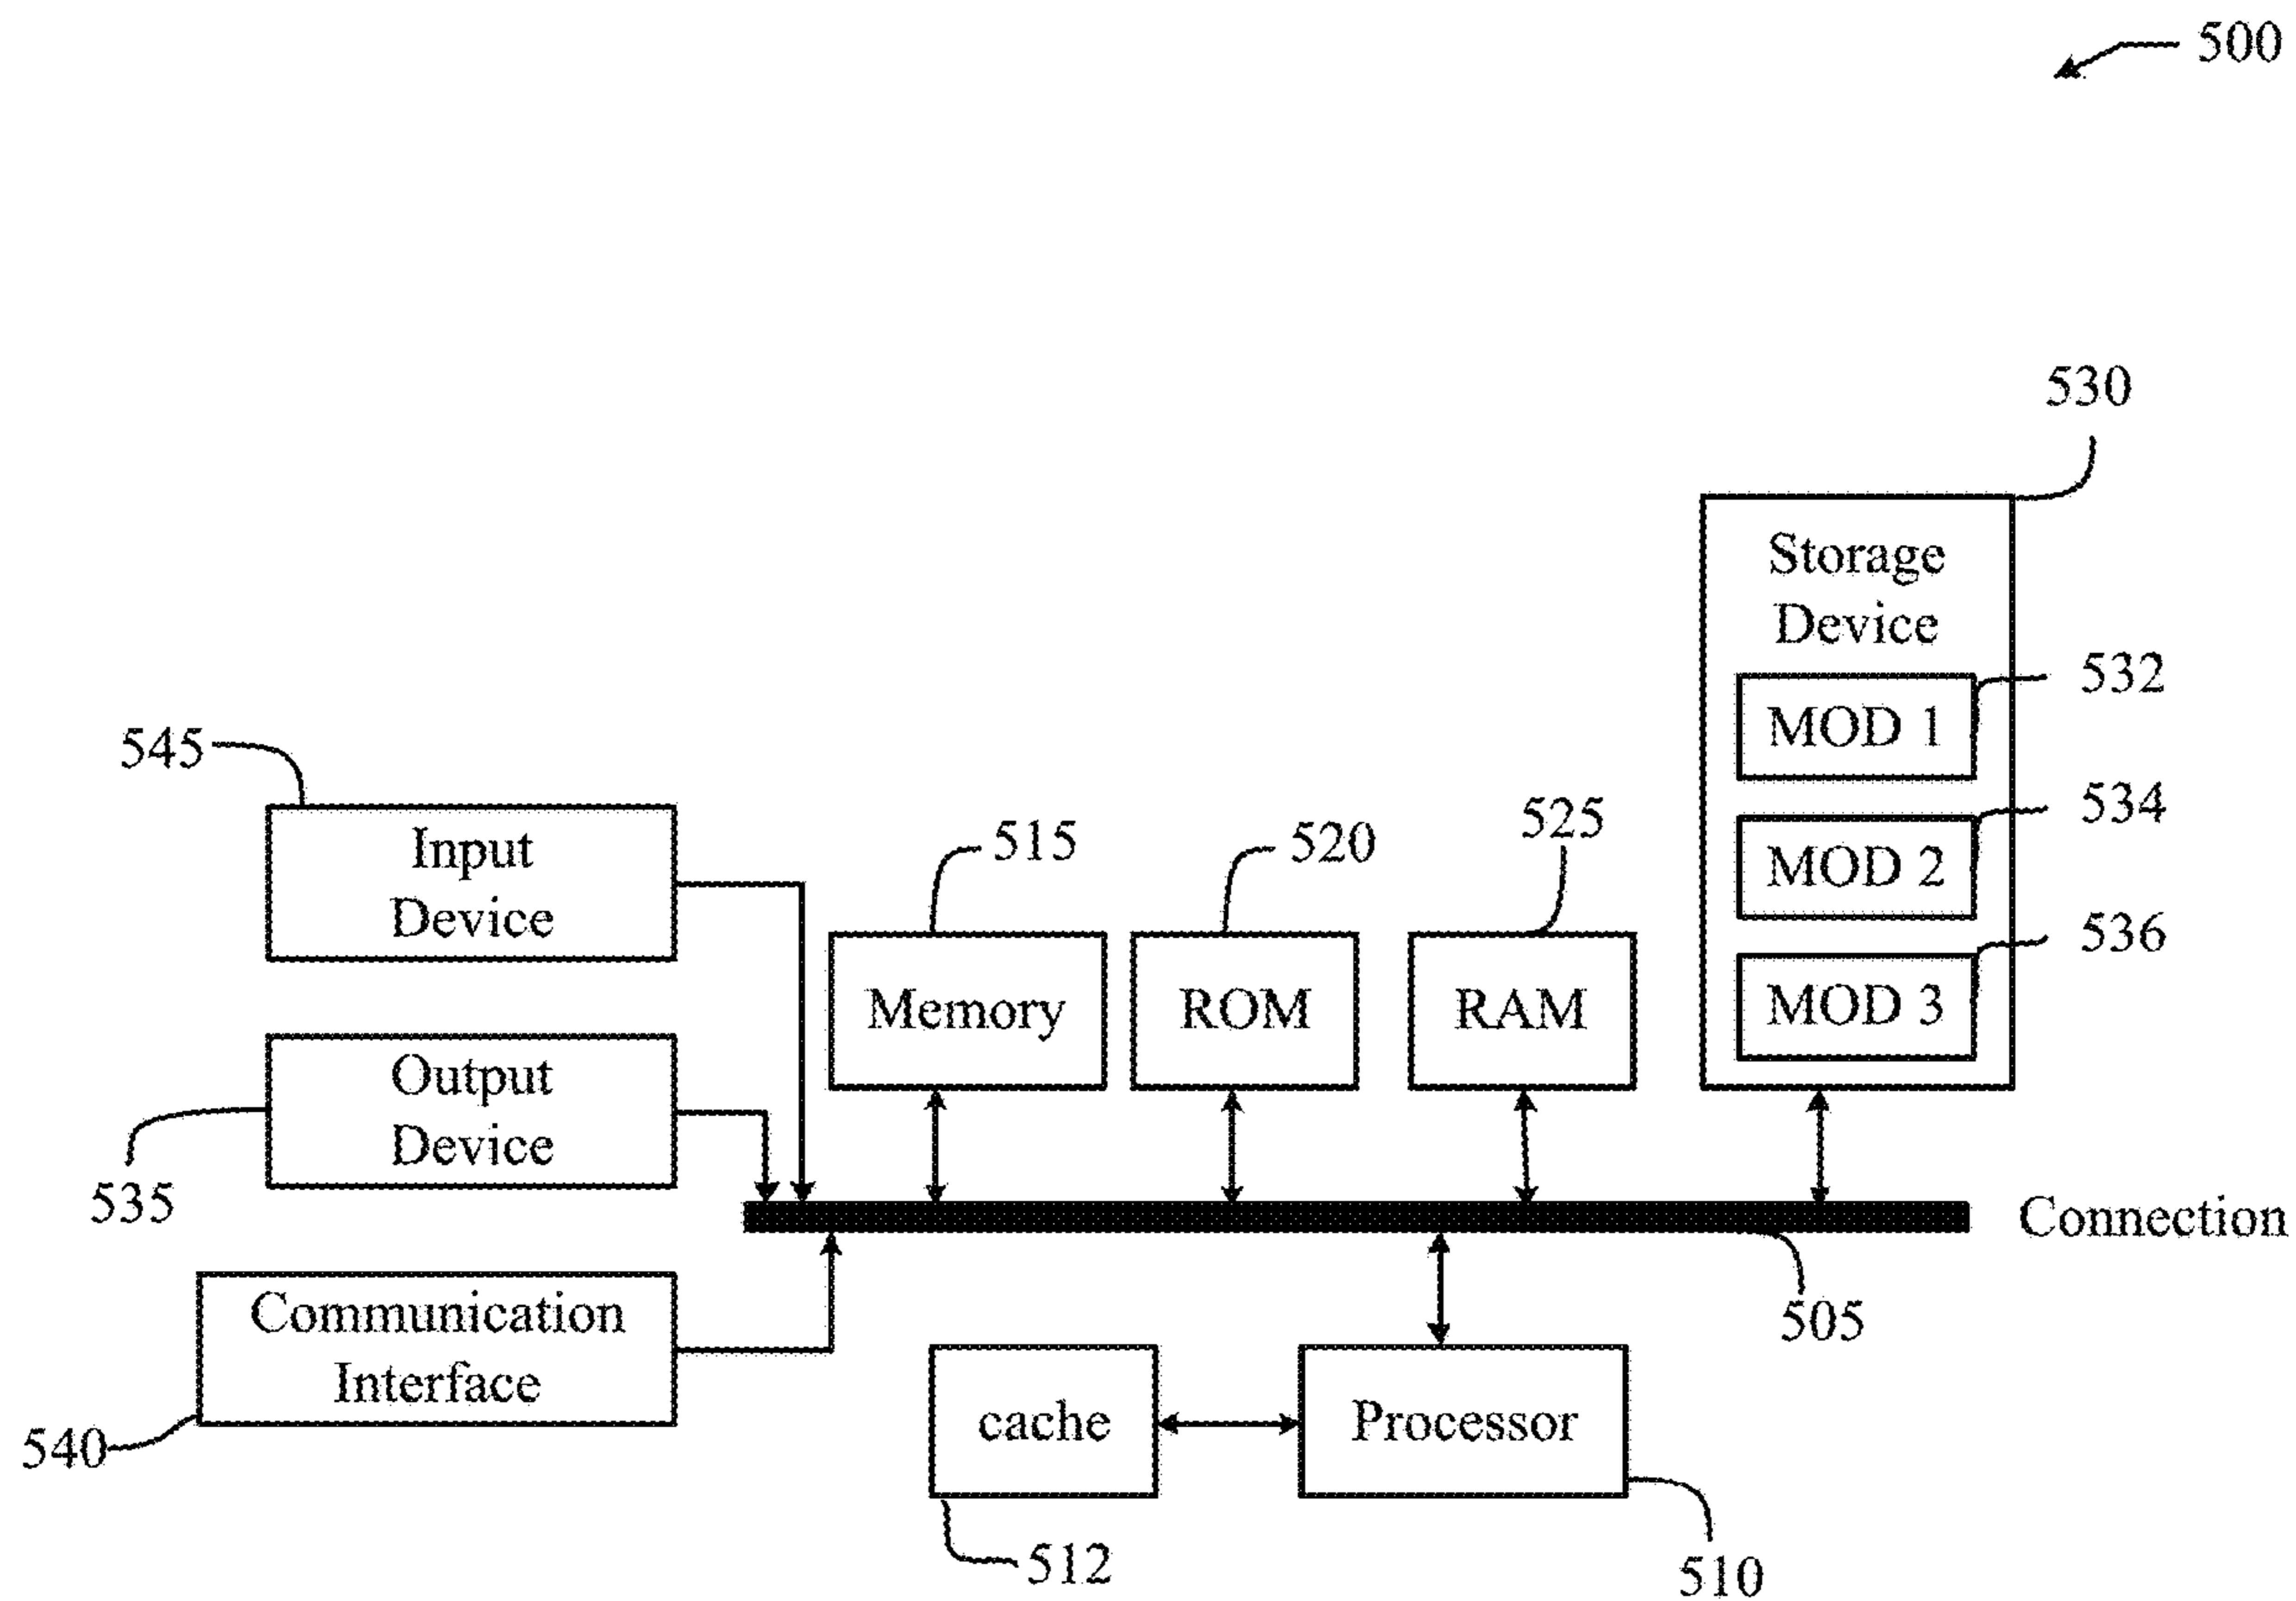 500
530
Storage
Device
532
MOD 1
545
534
Input
Device
515
520
525
MOD 2
536
Memory
ROM
RAM
MOD 3
Output
Device
535
Connection
Communication
Interface
505
540
cache
Processor
512
510